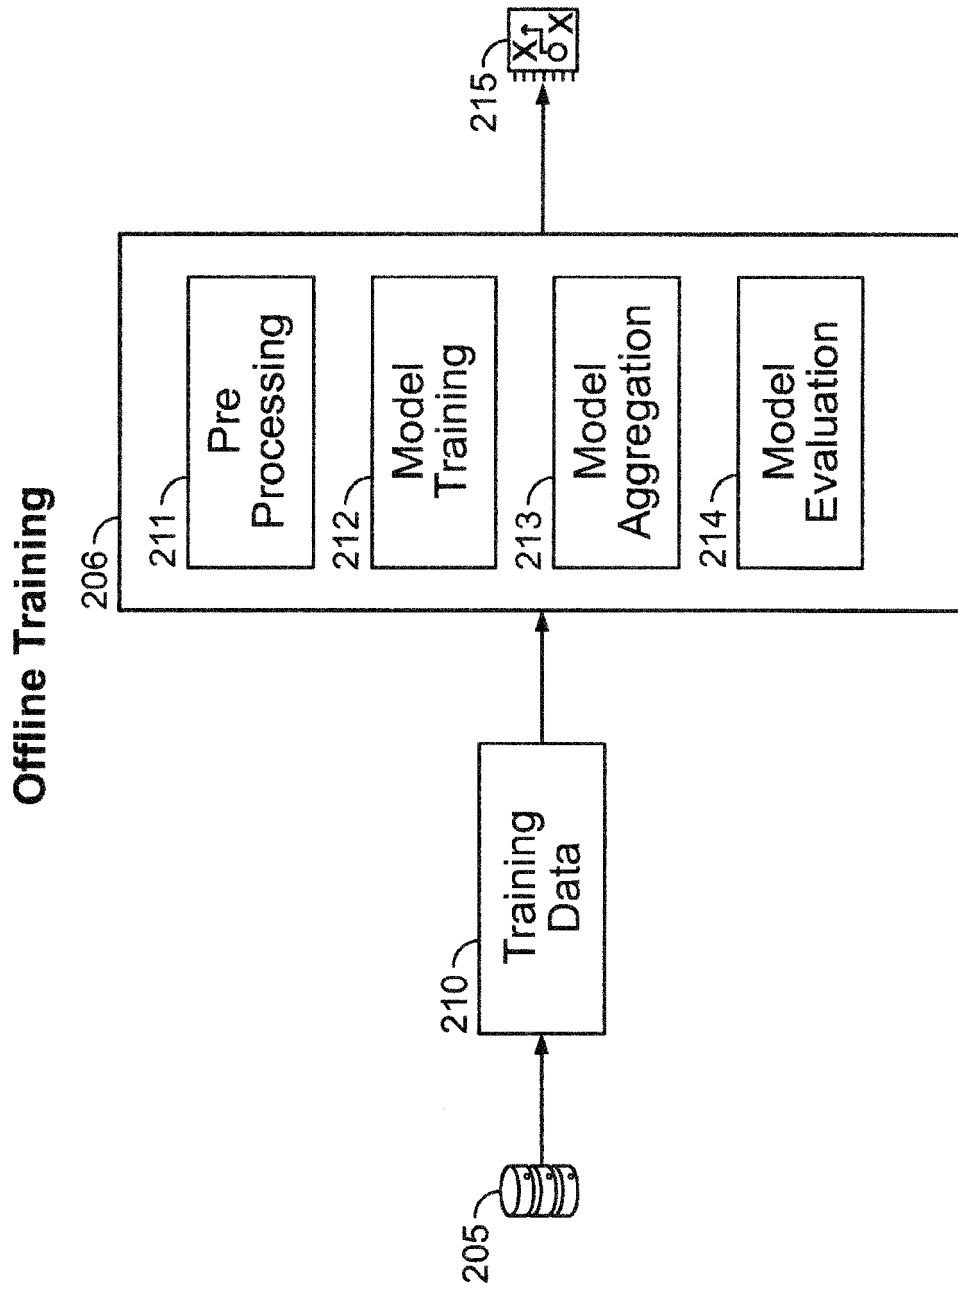 Offline Training
205
210
Training
Data
206
211
Pre
Processing
212
Model
Training
213
Model
Aggregation
214
Model
Evaluation
215
X
X